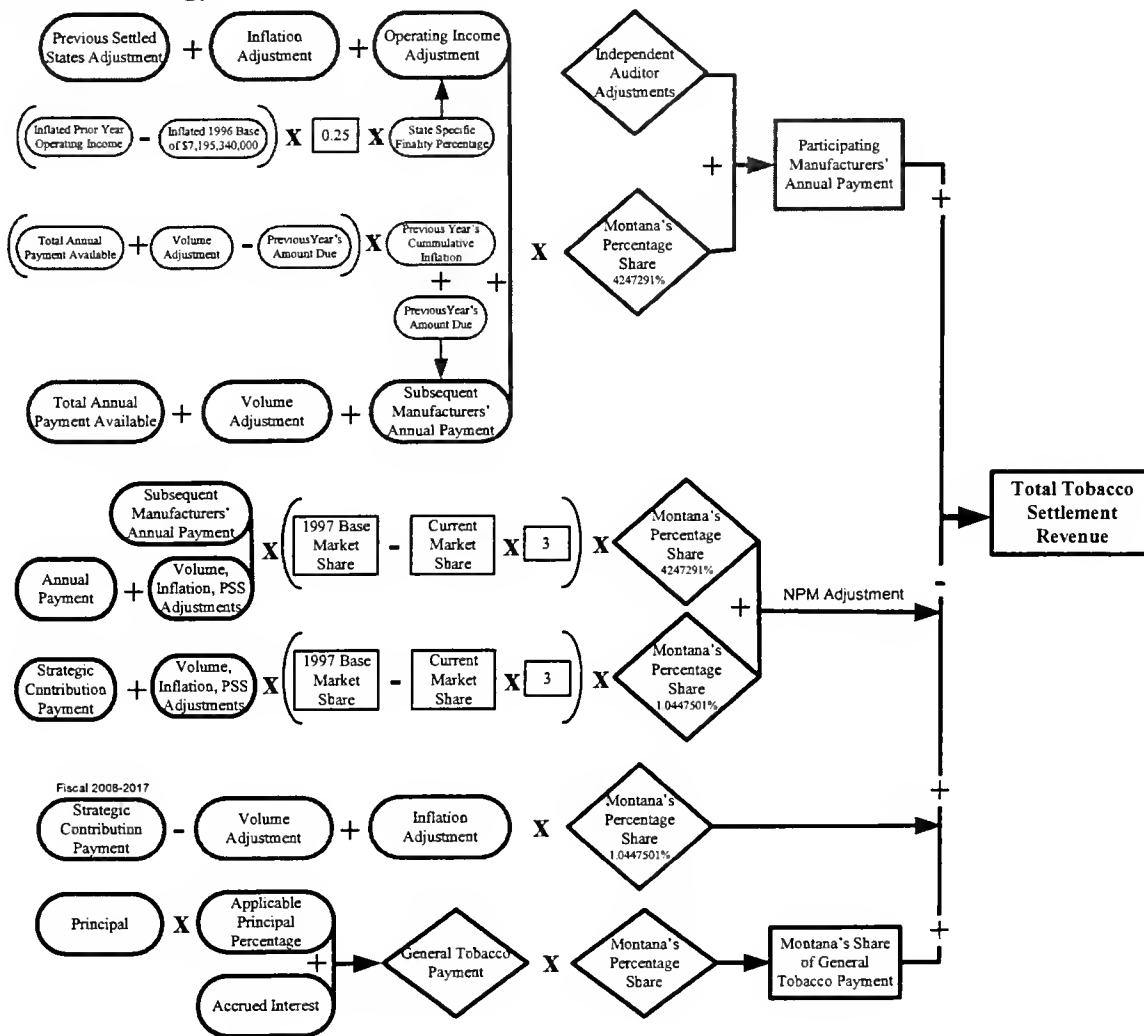 Previous Settled
States Adjustment
+
Inflation
Adjustment
+
Operating Income
Adjustment
Independent
Auditor
Adjustments
Inflated Prior Year
Operating Income
-
Inflated 1996 Base
of $7,195,340,000
X
0.25
X
State Specific
Finality Percentage
+
Participating
Manufacturers'
Annual Payment
+
Total Annual
Payment Available
+
Volume
Adjustment
-
PreviousYear's
Amount Due
X
Previous Year's
Cummulative
Inflation
+
+
PreviousYear's
Amount Due
X
Montana's
Percentage
Share
4247291%
Total Annual
Payment Available
+
Volume
Adjustment
+
Subsequent
Manufacturers'
Annual Payment
Total Tobacco
Settlement
Revenue
Subsequent
Manufacturers'
Annual Payment
Annual
Payment
+
Volume,
Inflation, PSS
Adjustments
X
1997 Base
Market
Share
-
Current
Market
Share
X
3
X
Montana's
Percentage
Share
4247291%
+
NPM Adjustment
-
Strategic
Contribution
Payment
+
Volume,
Inflation, PSS
Adjustments
X
1997 Base
Market
Share
-
Current
Market
Share
X
3
X
Montana's
Percentage
Share
1.0447501%
Fiscal 2008-2017
Strategic
Contribution
Payment
-
Volume
Adjustment
+
Inflation
Adjustment
X
Montana's
Percentage
Share
1.0447501%
+
Principal
X
Applicable
Principal
Percentage
+
Accrued Interest
General Tobacco
Payment
X
Montana's
Percentage
Share
Montana's Share
of General
Tobacco Payment
+